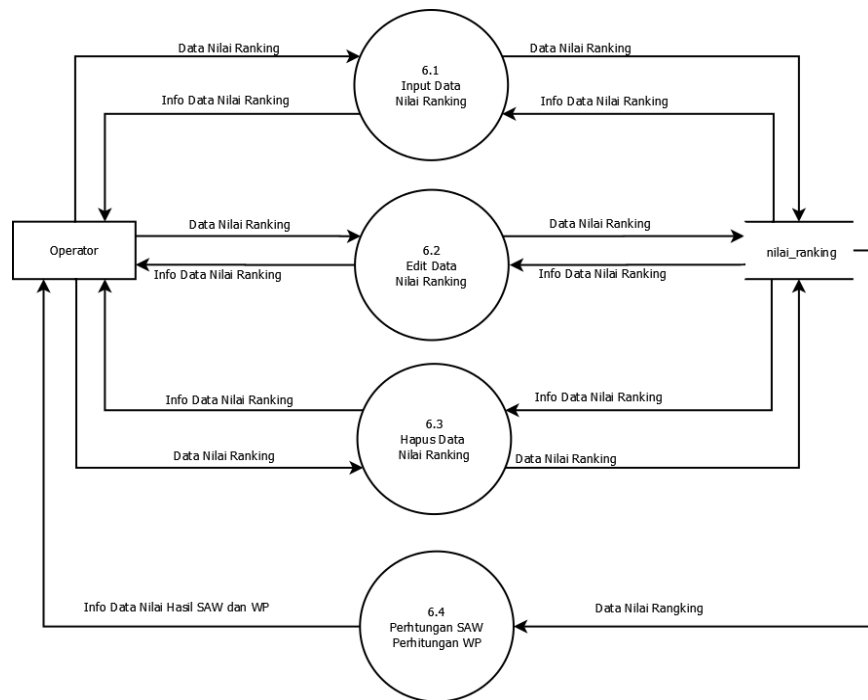 Data Nilai Ranking
Data Nilai Ranking
6.1
Input Data
Nilai Ranking
Info Data Nilai Ranking
Info Data Nilai Ranking
Operator
Data Nilai Ranking
Data Nilai Ranking
6.2
Edit Data
Nilai Ranking
nilai_ranking
Info Data Nilai Ranking
Info Data Nilai Ranking
Info Data Nilai Ranking
Info Data Nilai Ranking
6.3
Hapus Data
Nilai Ranking
Data Nilai Ranking
Data Nilai Ranking
Info Data Nilai Hasil SAW dan WP
6.4
Perhtungan SAW
Perhitungan WP
Data Nilai Rangking